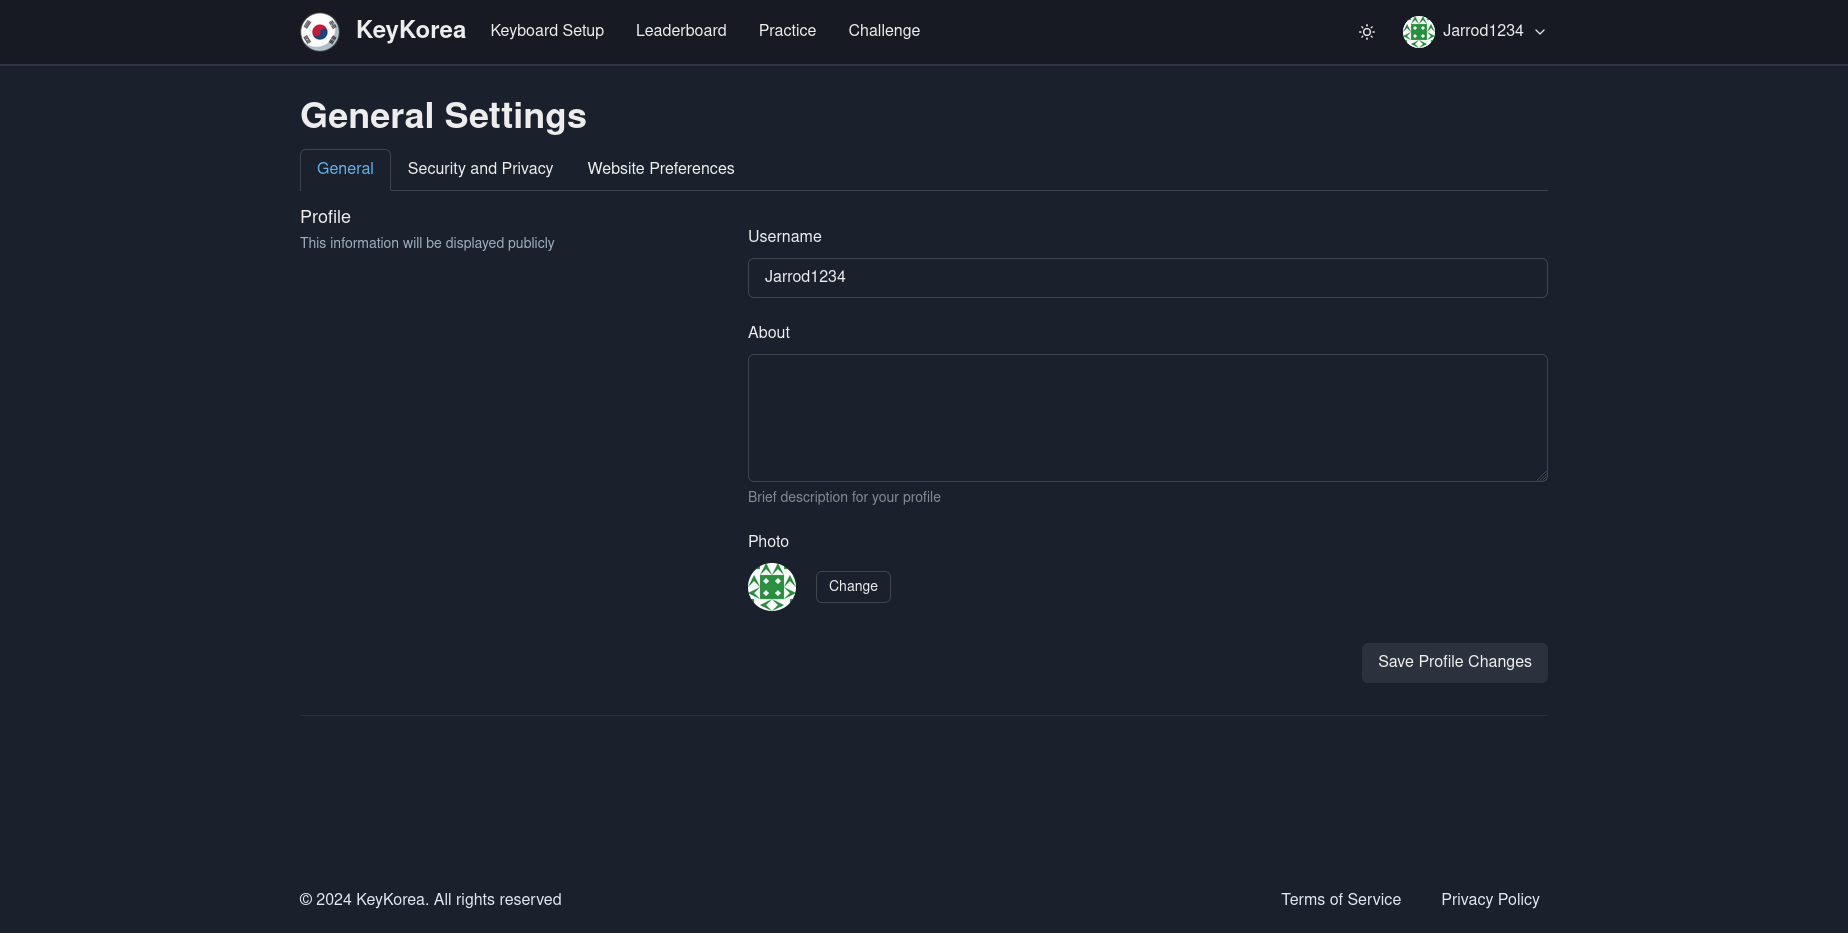 KeyKorea
Keyboard Setup
Leaderboard
Practice
Challenge
Jarrod1234
General Settings
General
Security and Privacy
Website Preferences
Profile
This information will be displayed publicly
Username
Jarrod1234
About
Brief description for your profile
Photo
Change
Save Profile Changes
© 2024 KeyKorea. All rights reserved
Terms of Service
Privacy Policy